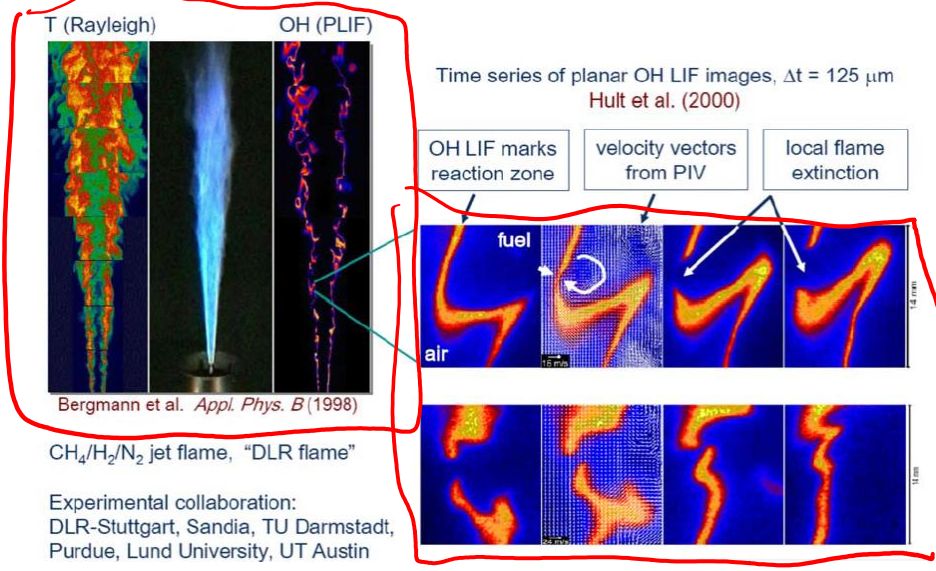 T (Rayleigh)
OH (PLIF)
Bergmann et al. Appl. Phys. B (1998)
CH₄/H₂/N₂ jet flame, “DLR flame”
Experimental collaboration:
DLR-Stuttgart, Sandia, TU Darmstadt,
Purdue, Lund University, UT Austin
Time series of planar OH LIF images, Δt = 125 μm
Hult et al. (2000)
OH LIF marks
reaction zone
velocity vectors
from PIV
local flame
extinction
fuel
air
16 m/s
14 mm
24 m/s
14 mm